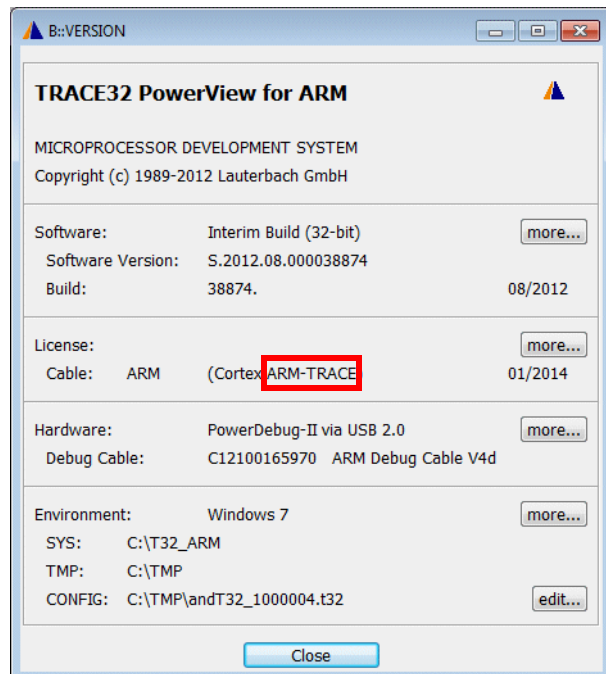 B::VERSION
TRACE32 PowerView for ARM
MICROPROCESSOR DEVELOPMENT SYSTEM
Copyright (c) 1989-2012 Lauterbach GmbH
Software: Interim Build (32-bit) more...
Software Version: S.2012.08.000038874
Build: 38874. 08/2012
License: more...
Cable: ARM (Cortex ARM-TRACE 01/2014
Hardware: PowerDebug-II via USB 2.0 more...
Debug Cable: C12100165970 ARM Debug Cable V4d
Environment: Windows 7 more...
SYS: C:\T32_ARM
TMP: C:\TMP
CONFIG: C:\TMP\andT32_1000004.t32 edit...
Close